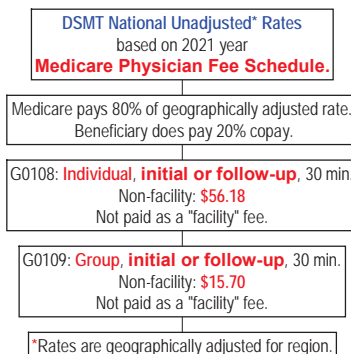 DSMT National Unadjusted* Rates
based on 2021 year
Medicare Physician Fee Schedule.
Medicare pays 80% of geographically adjusted rate.
Beneficiary does pay 20% copay.
G0108: Individual, initial or follow-up, 30 min.
Non-facility: $56.18
Not paid as a "facility" fee.
G0109: Group, initial or follow-up, 30 min.
Non-facility: $15.70
Not paid as a "facility" fee.
*Rates are geographically adjusted for region.